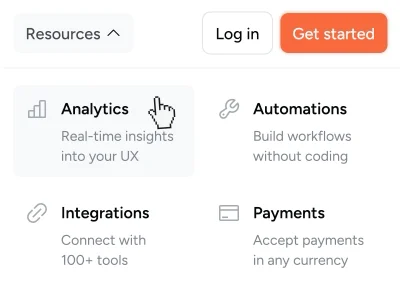 Resources
Log in
Get started
Analytics
Real-time insights
into your UX
Automations
Build workflows
without coding
Integrations
Connect with
100+ tools
Payments
Accept payments
in any currency